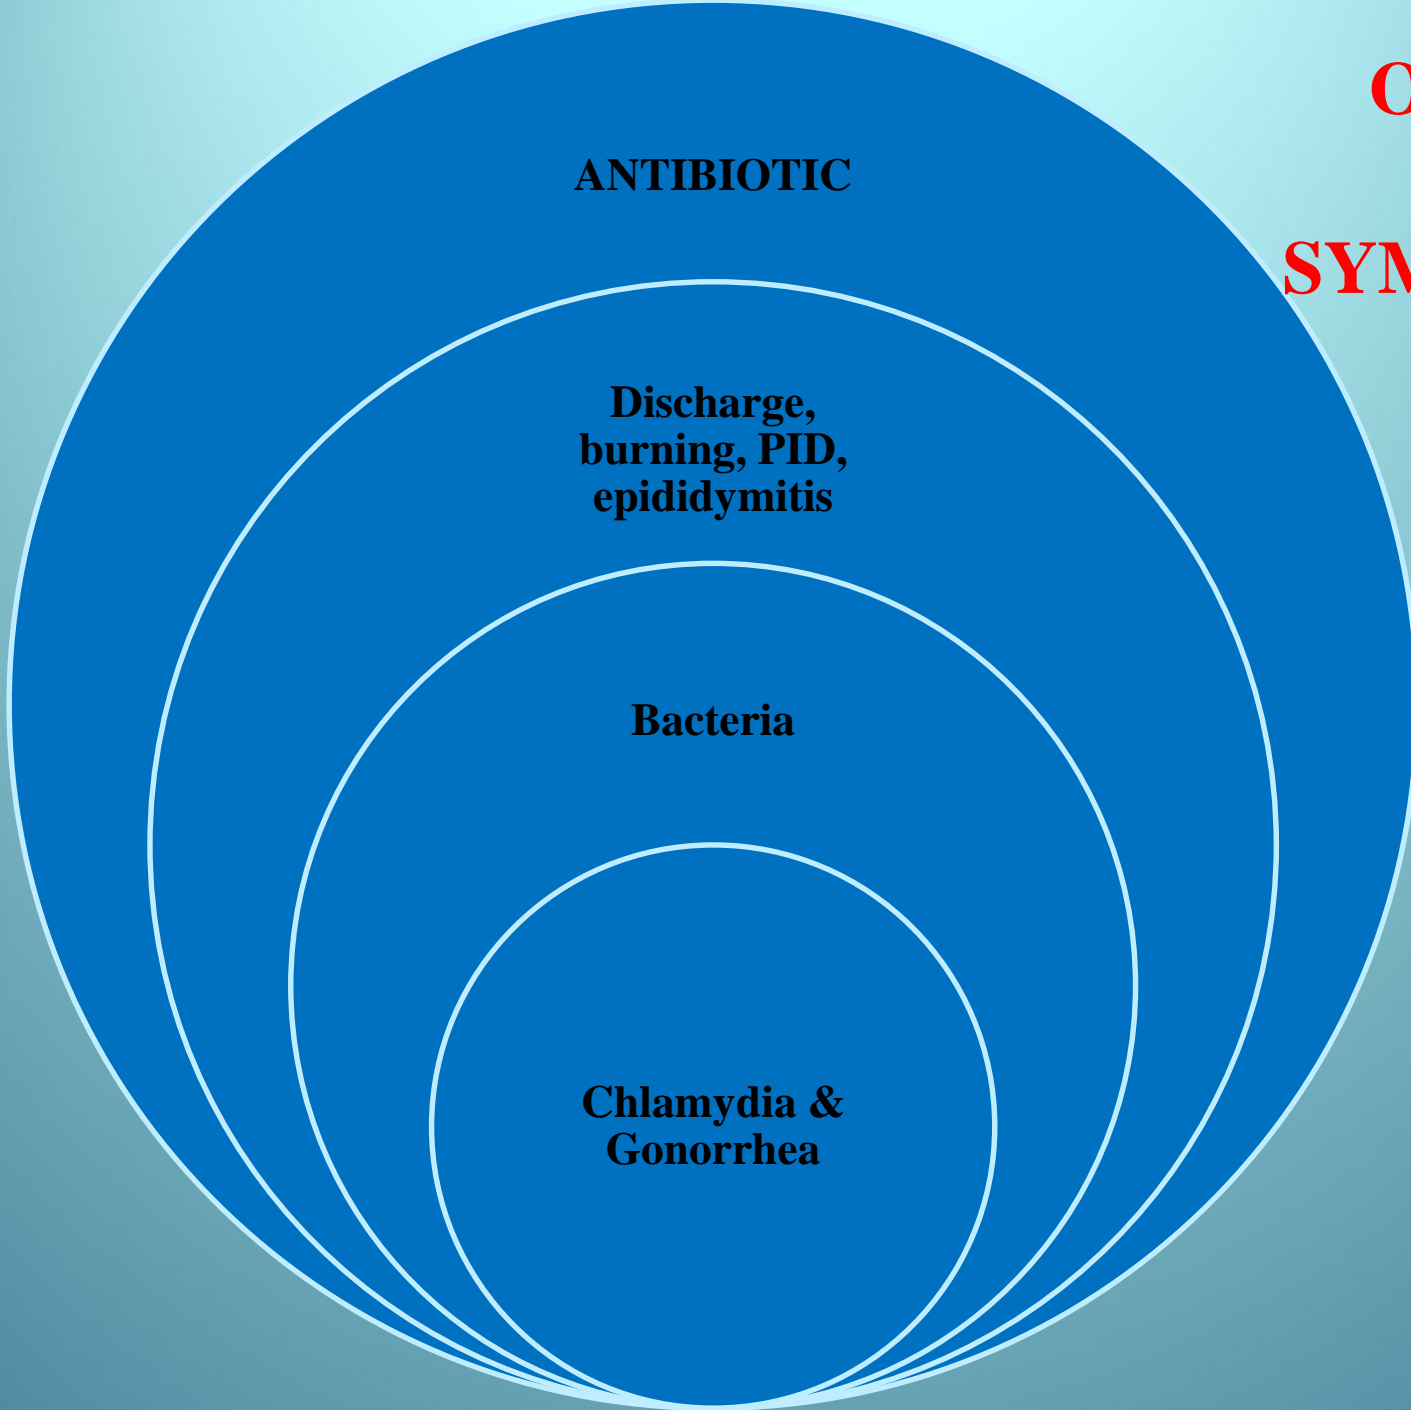 ANTIBIOTIC
Discharge,
burning, PID,
epididymitis
Bacteria
Chlamydia &
Gonorrhea